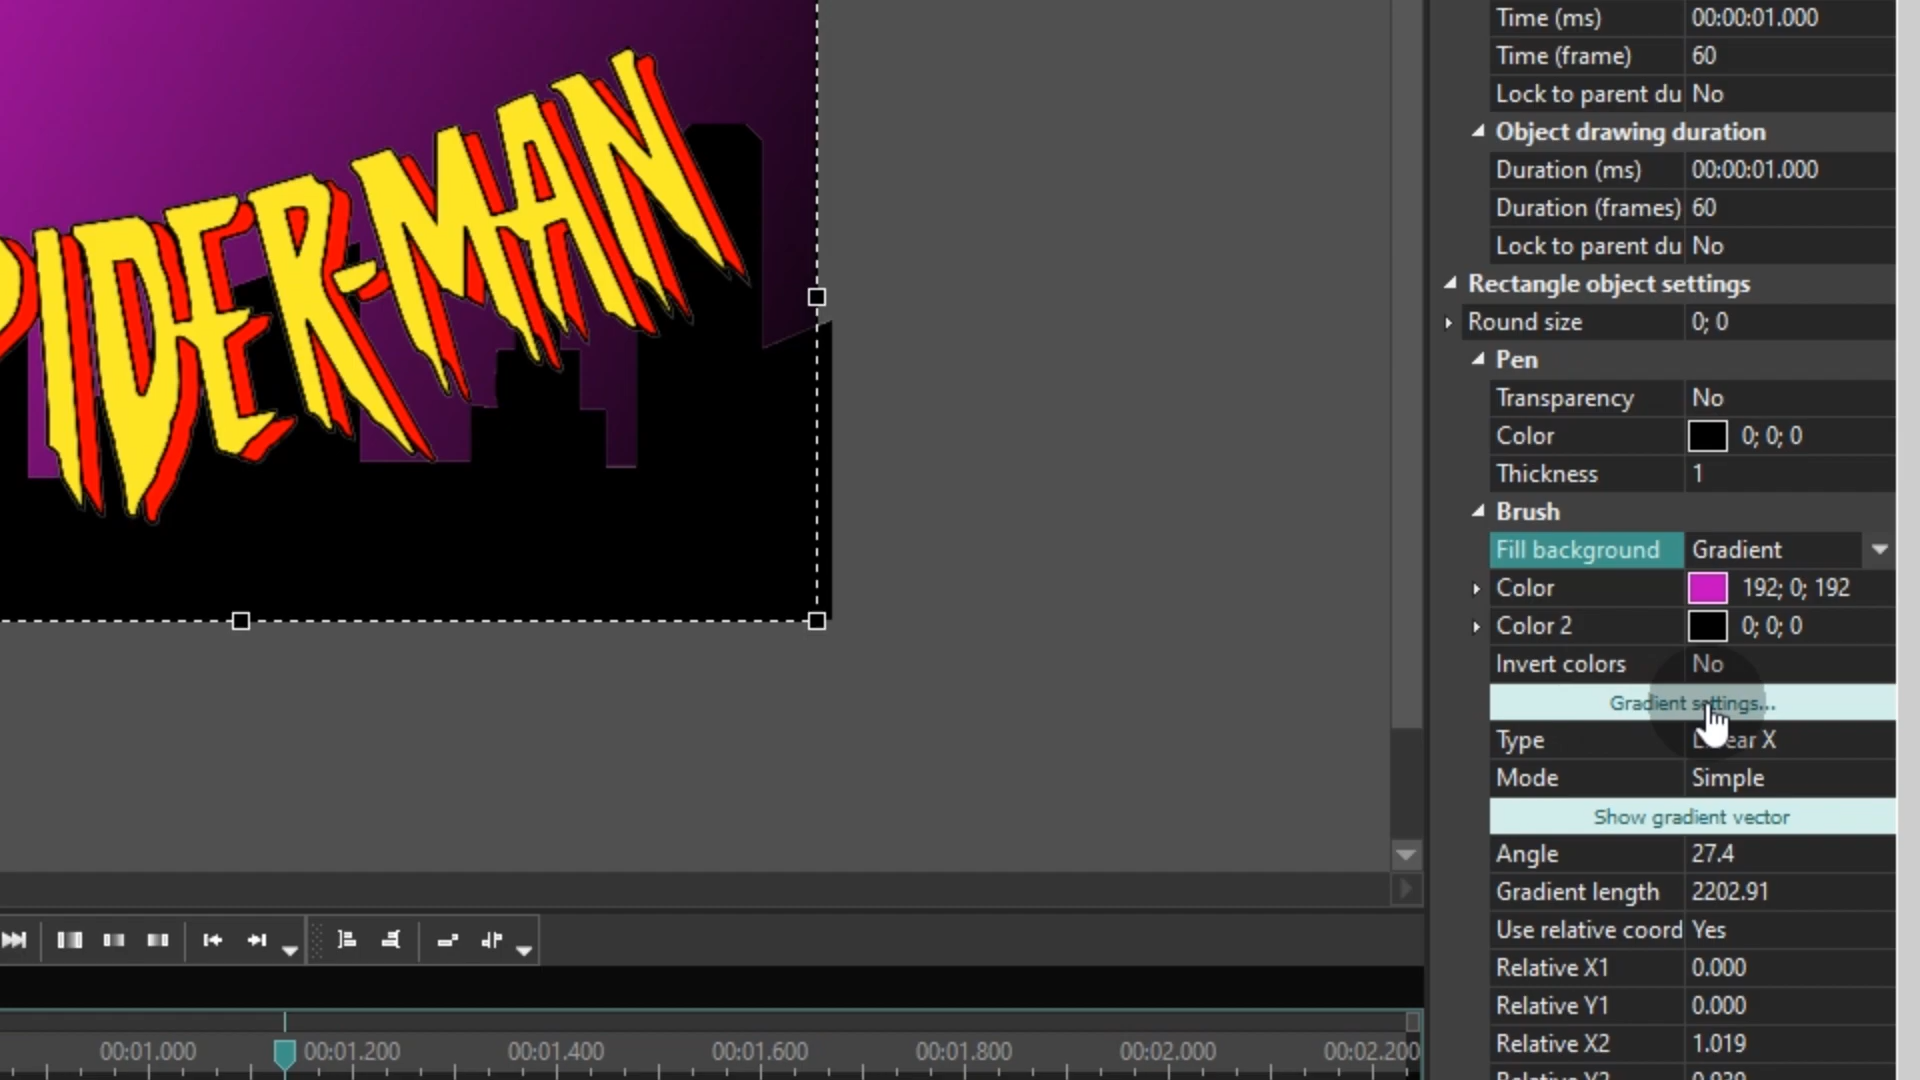 PIDER-MAN
Time (ms) 00:00:01.000
Time (frame) 60
Lock to parent du No
Object drawing duration
Duration (ms) 00:00:01.000
Duration (frames) 60
Lock to parent du No
Rectangle object settings
Round size 0; 0
Pen
Transparency No
Color 0; 0; 0
Thickness 1
Brush
Fill background Gradient
Color 192; 0; 192
Color 2 0; 0; 0
Invert colors No
Gradient settings...
Type Linear X
Mode Simple
Show gradient vector
Angle 27.4
Gradient length 2202.91
Use relative coord Yes
Relative X1 0.000
Relative Y1 0.000
Relative X2 1.019
00:01.000 00:01.200 00:01.400 00:01.600 00:01.800 00:02.000 00:02.200